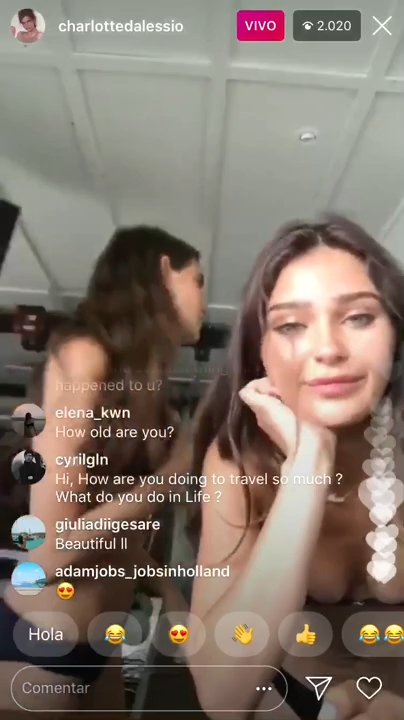 charlottedalessio
VIVO
2.020
happened to u?
elena_kwn
How old are you?
cyrilgln
Hi, How are you doing to travel so much ?
What do you do in Life ?
giuliadiigesare
Beautiful ll
adamjobs_jobsinholland
😍
Hola 😂 😍 👋 👍 😂😂
Comentar